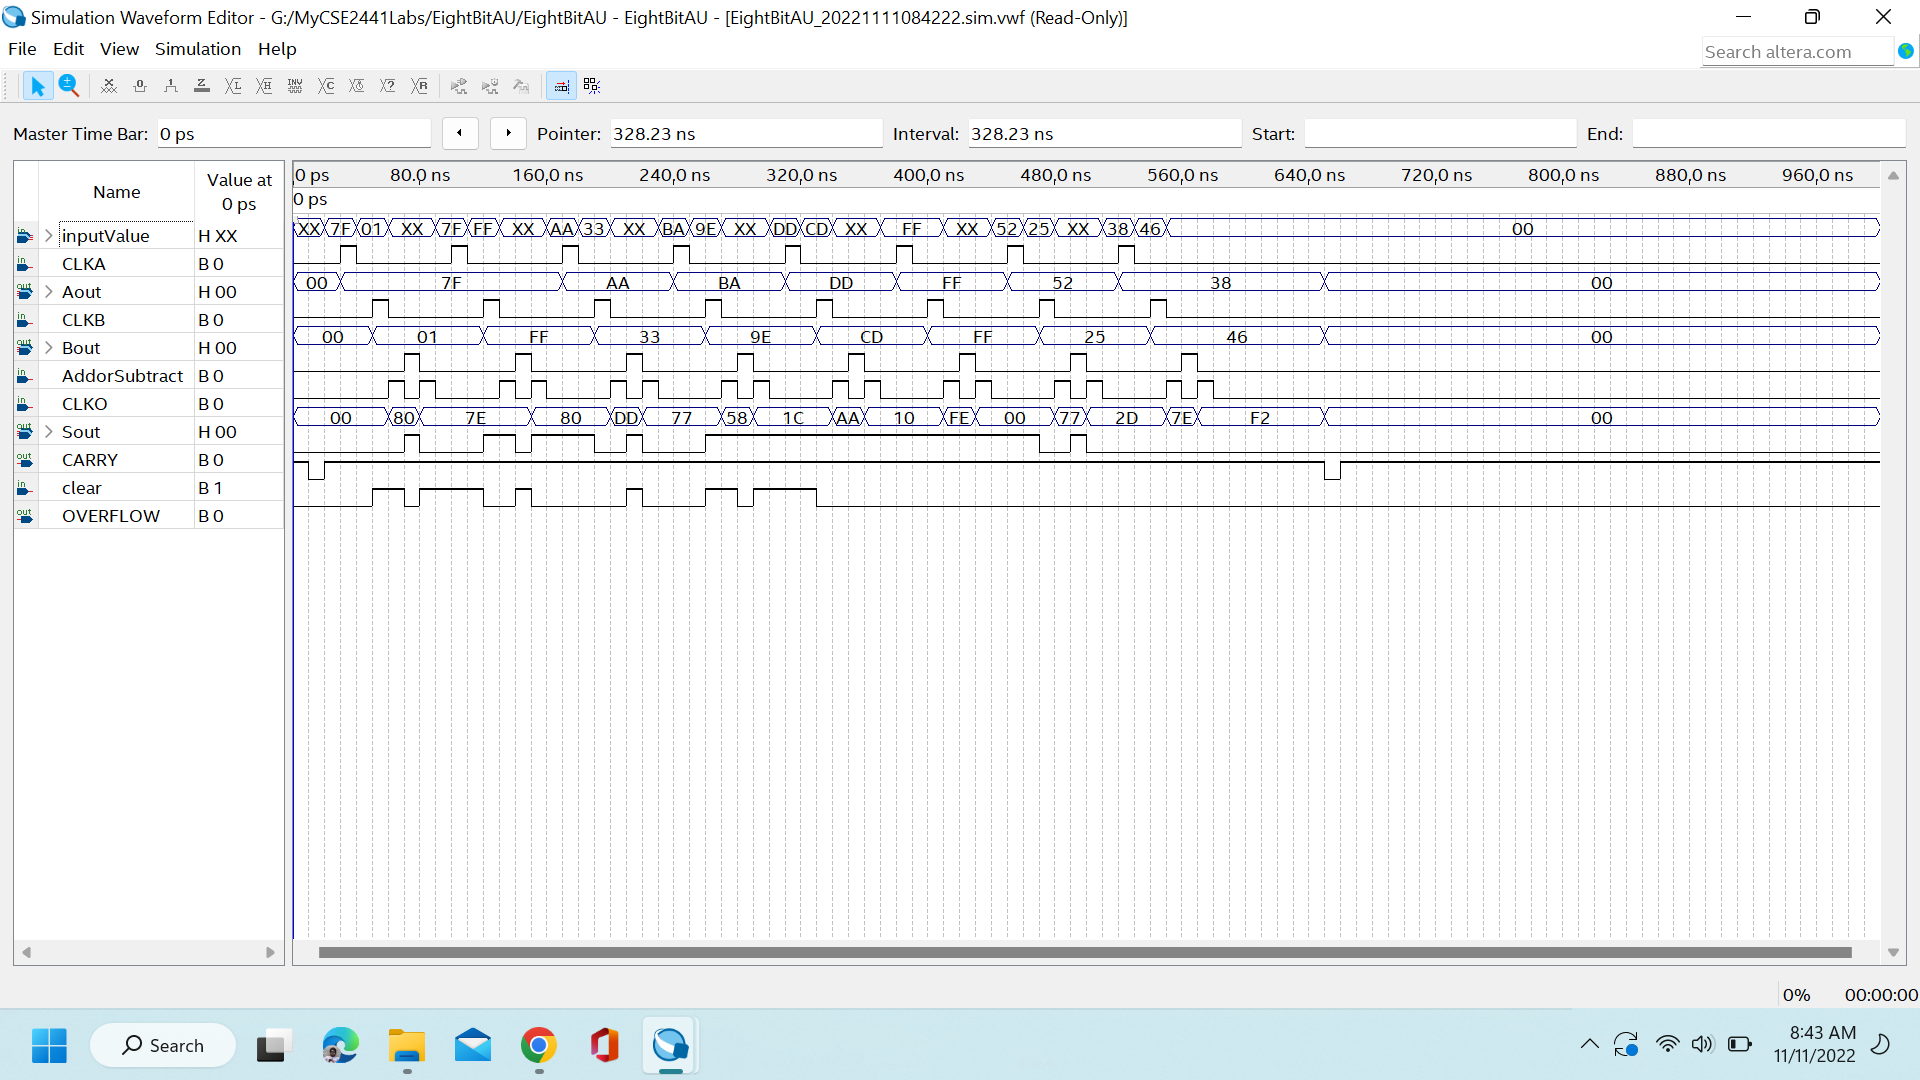 Simulation Waveform Editor - G:/MyCSE2441Labs/EightBitAU/EightBitAU - EightBitAU - [EightBitAU_20221111084222.sim.vwf (Read-Only)]
File Edit View Simulation Help
Search altera.com
Master Time Bar: 0 ps Pointer: 328.23 ns Interval: 328.23 ns Start: End:
Name Value at 0 ps
0 ps 80,0 ns 160,0 ns 240,0 ns 320,0 ns 400,0 ns 480,0 ns 560,0 ns 640,0 ns 720,0 ns 800,0 ns 880,0 ns 960,0 ns
0 ps
inputValue H XX XX 7F 01 XX 7F FF XX AA 33 XX BA 9E XX DD CD XX FF XX 52 25 XX 38 46 00
CLKA B 0
Aout H 00 00 7F AA BA DD FF 52 38 00
CLKB B 0
Bout H 00 00 01 FF 33 9E CD FF 25 46 00
AddorSubtract B 0
CLKO B 0
Sout H 00 00 80 7E 80 DD 77 58 1C AA 10 FE 00 77 2D 7E F2 00
CARRY B 0
clear B 1
OVERFLOW B 0
0% 00:00:00
Search
8:43 AM
11/11/2022